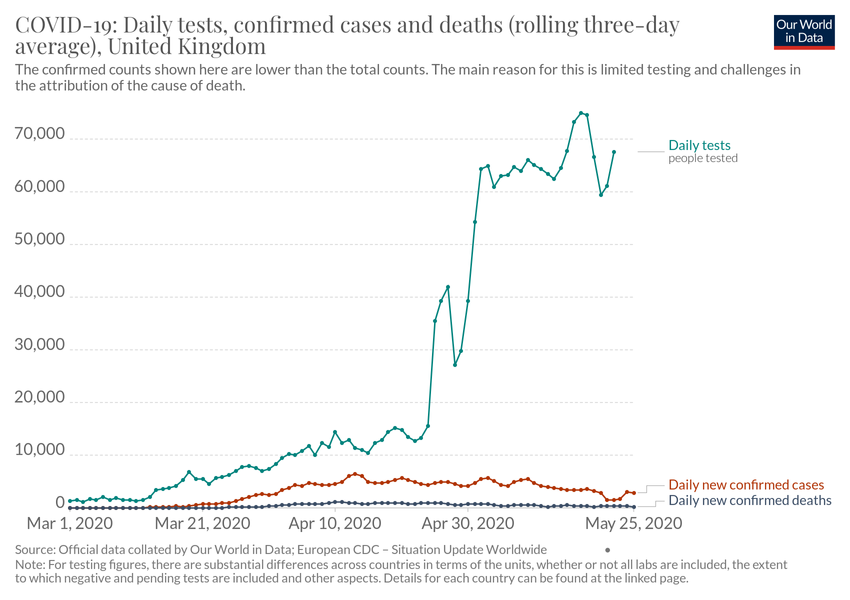 COVID-19: Daily tests, confirmed cases and deaths (rolling three-day
average), United Kingdom
Our World
in Data
The confirmed counts shown here are lower than the total counts. The main reason for this is limited testing and challenges in
the attribution of the cause of death.
70,000
60,000
50,000
40,000
30,000
20,000
10,000
0
Daily tests
people tested
Daily new confirmed cases
Daily new confirmed deaths
Mar 1, 2020
Mar 21, 2020
Apr 10, 2020
Apr 30, 2020
May 25, 2020
Source: Official data collated by Our World in Data; European CDC – Situation Update Worldwide •
Note: For testing figures, there are substantial differences across countries in terms of the units, whether or not all labs are included, the extent
to which negative and pending tests are included and other aspects. Details for each country can be found at the linked page.